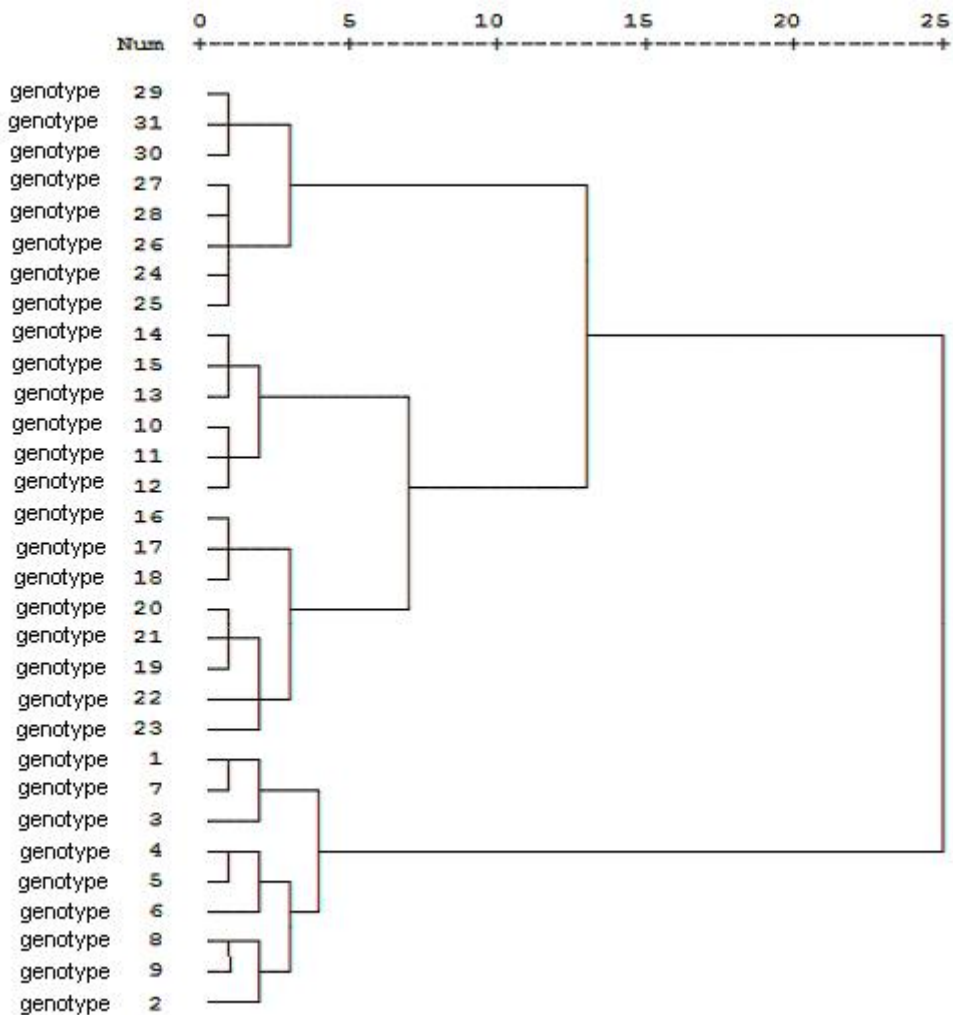 0 5 10 15 20 25
Num +---------+---------+---------+---------+---------+
genotype 29
genotype 31
genotype 30
genotype 27
genotype 28
genotype 26
genotype 24
genotype 25
genotype 14
genotype 15
genotype 13
genotype 10
genotype 11
genotype 12
genotype 16
genotype 17
genotype 18
genotype 20
genotype 21
genotype 19
genotype 22
genotype 23
genotype 1
genotype 7
genotype 3
genotype 4
genotype 5
genotype 6
genotype 8
genotype 9
genotype 2